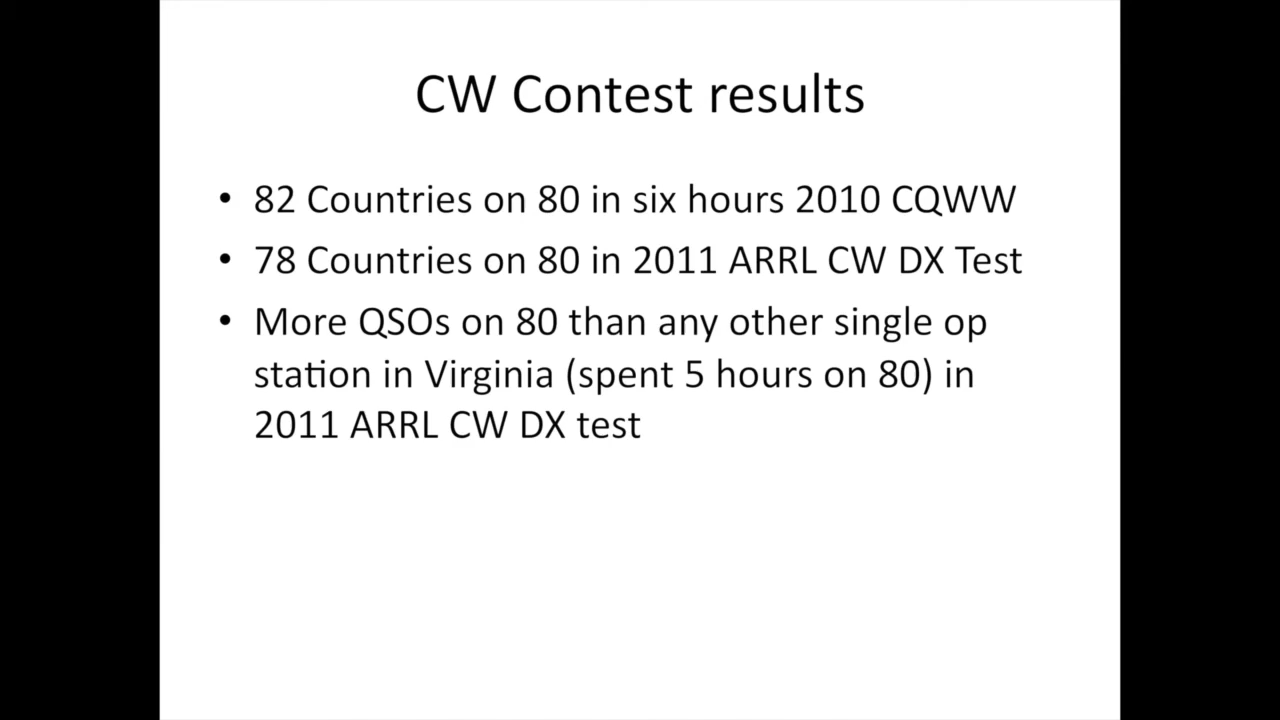 CW Contest results
• 82 Countries on 80 in six hours 2010 CQWW
• 78 Countries on 80 in 2011 ARRL CW DX Test
• More QSOs on 80 than any other single op
station in Virginia (spent 5 hours on 80) in
2011 ARRL CW DX test